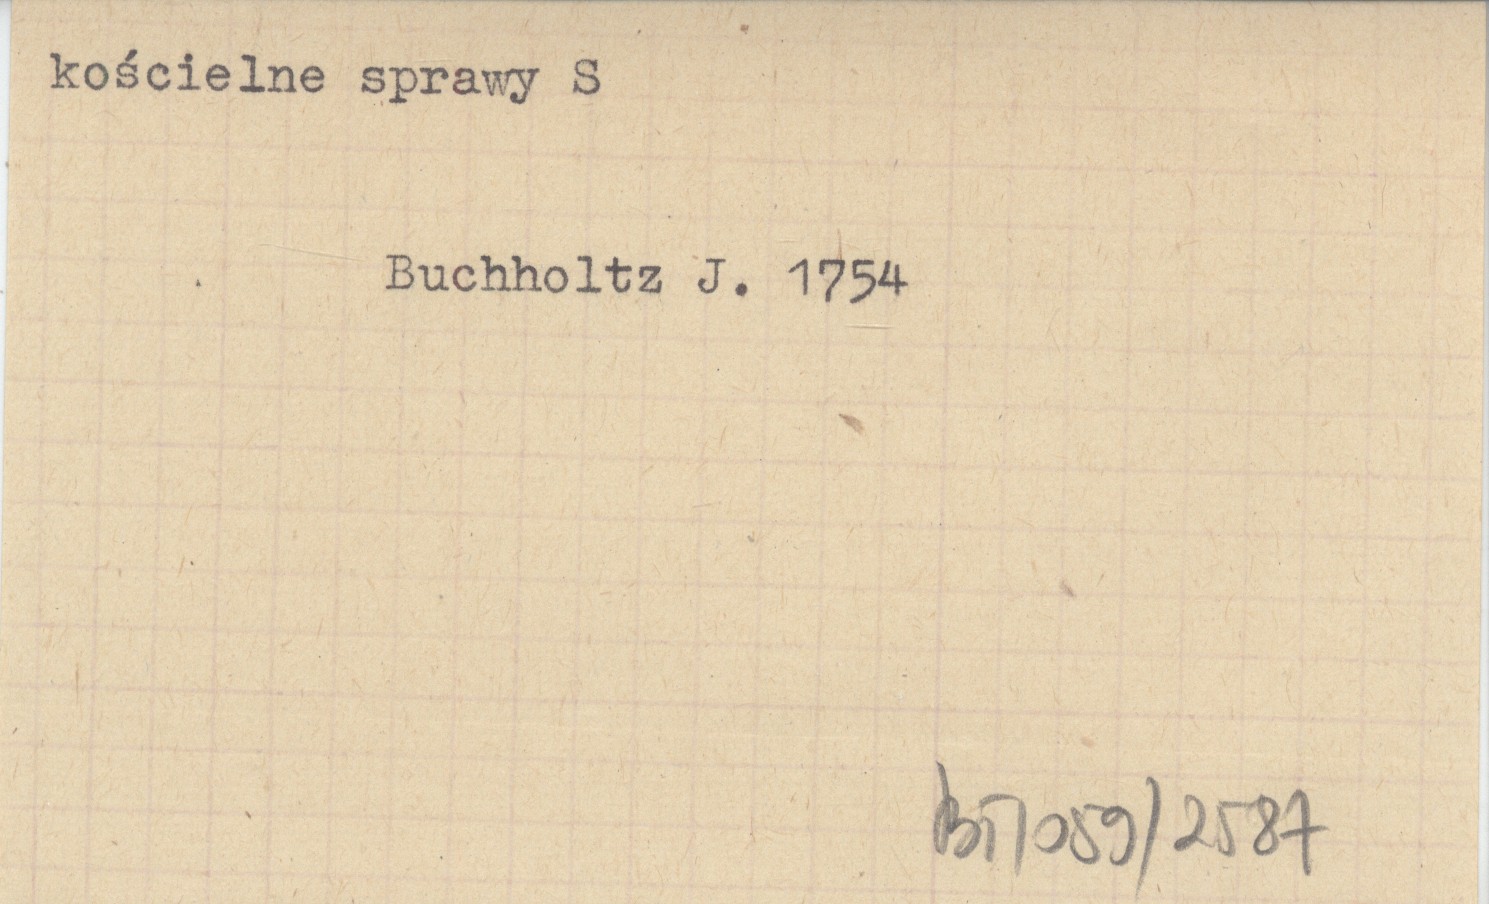 kościelne sprawy S
Buchholtz J. 1754
BT/059/2587